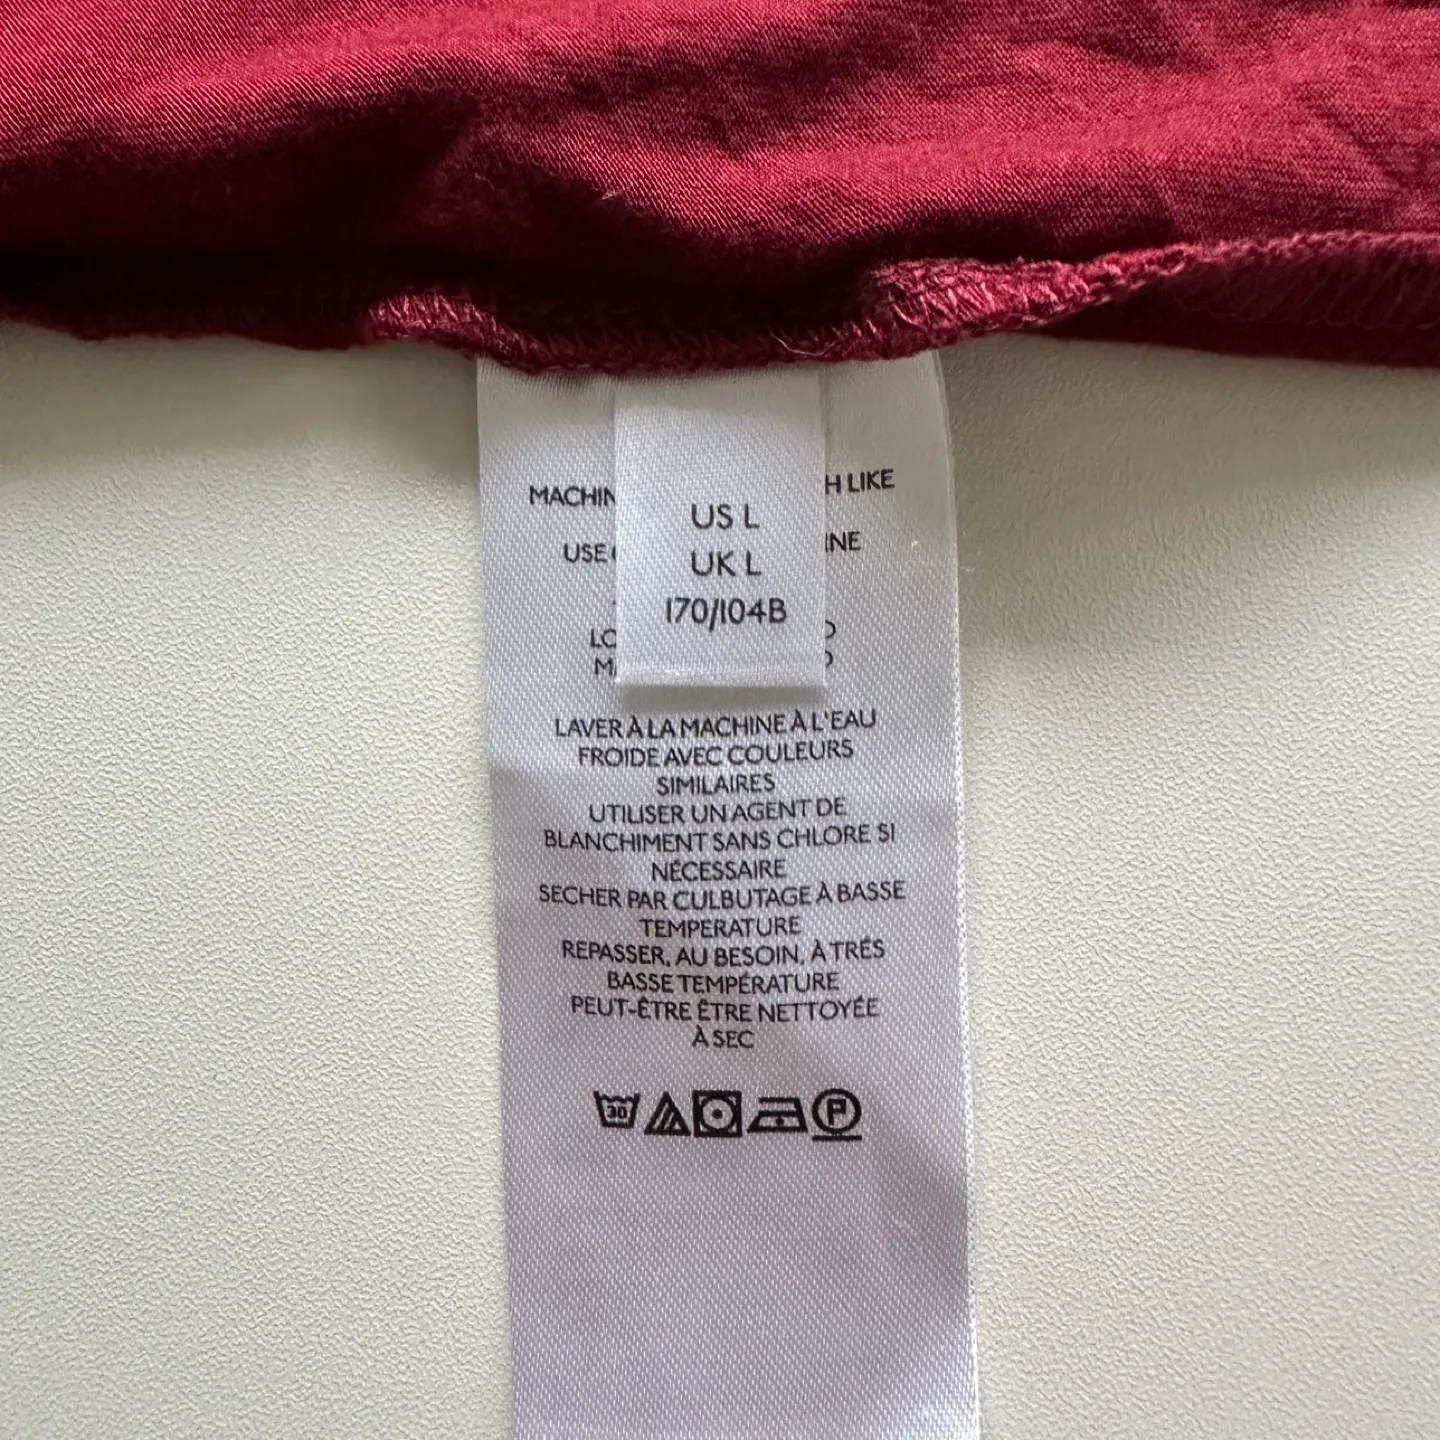 H LIKE
USE
US L
UK L
170/104B
LAVER À LA MACHINE À L'EAU
FROIDE AVEC COULEURS
SIMILAIRES
UTILISER UN AGENT DE
BLANCHIMENT SANS CHLORE SI
NÉCESSAIRE
SECHER PAR CULBUTAGE À BASSE
TEMPERATURE
REPASSER, AU BESOIN, À TRÉS
BASSE TEMPÉRATURE
PEUT-ÊTRE ÊTRE NETTOYÉE
À SEC
30 P